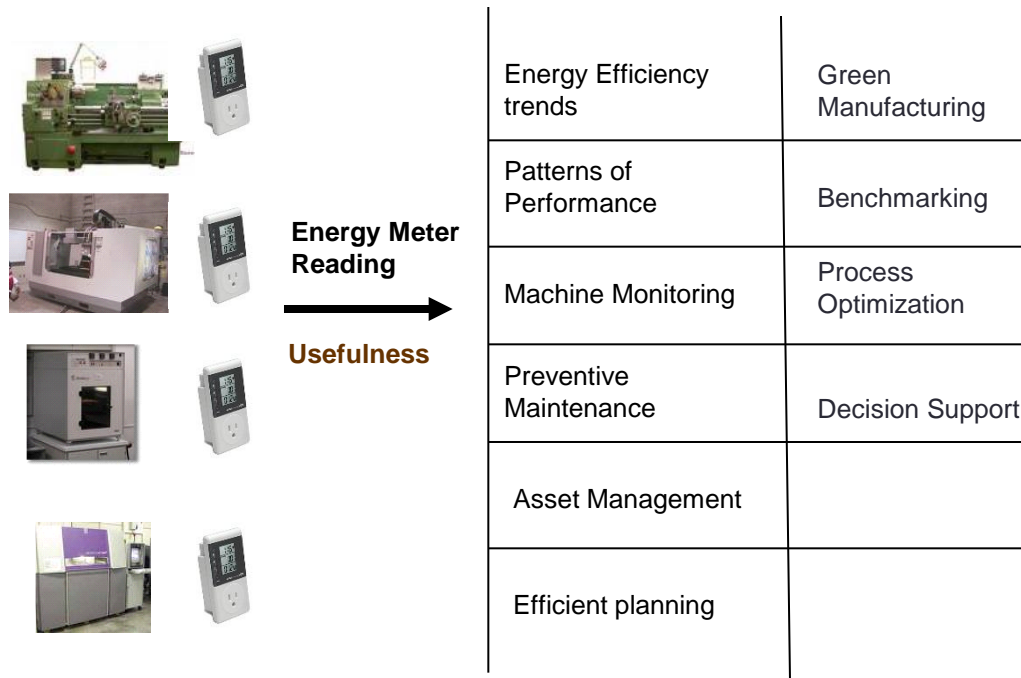 Energy Meter
Reading
Usefulness
Energy Efficiency
trends
Green
Manufacturing
Patterns of
Performance
Benchmarking
Machine Monitoring
Process
Optimization
Preventive
Maintenance
Decision Support
Asset Management
Efficient planning